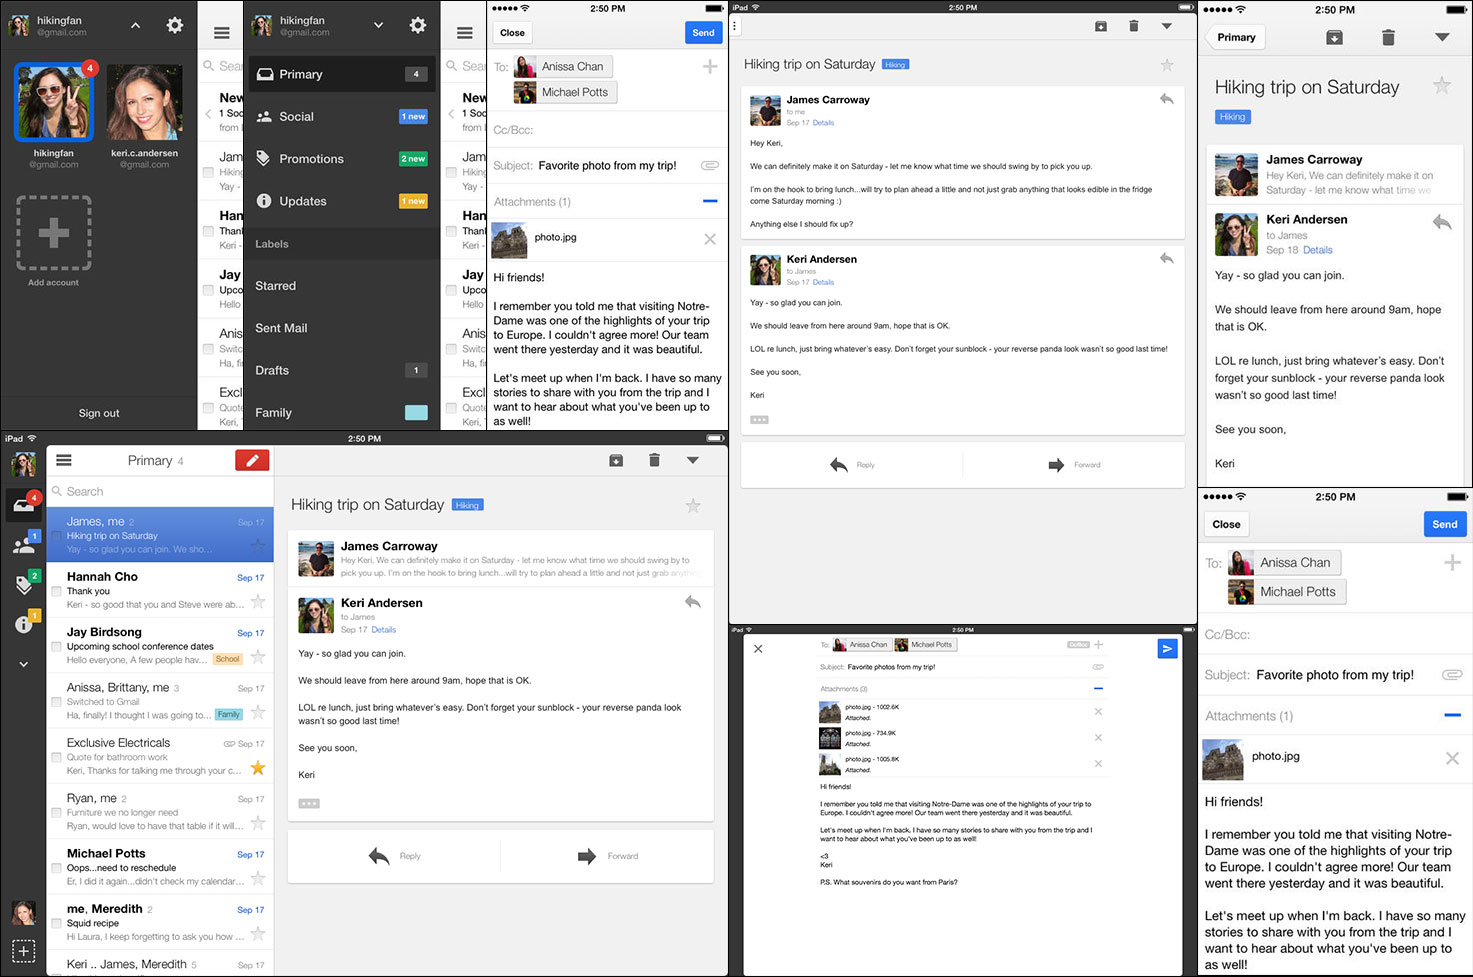 hikingfan
@gmail.com
4
hikingfan
@gmail.com
keri.c.andersen
@gmail.com
Add account
Sign out
Sear
New
1 Soc
from L
Jam
Hiking
Yay -
Han
Thank
Keri -
Jay
Upco
Hello
Anis
Switc
Ha, fi
Excl
Quote
Keri,
hikingfan
@gmail.com
Primary 4
Social 1 new
Promotions 2 new
Updates 1 new
Labels
Starred
Sent Mail
Drafts 1
Family
Sear
New
1 Soc
from l
Jam
Hiking
Yay -
Han
Thank
Keri -
Jay
Upco
Hello
Anis
Switc
Ha, fi
Excl
Quote
Keri, T
2:50 PM
Close Send
To: Anissa Chan
Michael Potts
Cc/Bcc:
Subject: Favorite photo from my trip!
Attachments (1)
photo.jpg
Hi friends!
I remember you told me that visiting Notre-
Dame was one of the highlights of your trip
to Europe. I couldn't agree more! Our team
went there yesterday and it was beautiful.
Let's meet up when I'm back. I have so many
stories to share with you from the trip and I
want to hear about what you've been up to
as well!
iPad 2:50 PM
Hiking trip on Saturday Hiking
James Carroway
to me
Sep 17 Details
Hey Keri,
We can definitely make it on Saturday - let me know what time we should swing by to pick you up.
I'm on the hook to bring lunch...will try to plan ahead a little and not just grab anything that looks edible in the fridge
come Saturday morning :)
Anything else I should fix up?
Keri Andersen
to James
Sep 17 Details
Yay - so glad you can join.
We should leave from here around 9am, hope that is OK.
LOL re lunch, just bring whatever's easy. Don't forget your sunblock - your reverse panda look wasn't so good last time!
See you soon,
Keri
Reply Forward
2:50 PM
Primary
Hiking trip on Saturday
Hiking
James Carroway
Hey Keri, We can definitely make it on
Saturday - let me know what time we
Keri Andersen
to James
Sep 18 Details
Yay - so glad you can join.
We should leave from here around 9am, hope
that is OK.
LOL re lunch, just bring whatever's easy. Don't
forget your sunblock - your reverse panda look
wasn't so good last time!
See you soon,
Keri
iPad 2:50 PM
4
1
2
1
Primary 4
Search
James, me 2 Sep 17
Hiking trip on Saturday
Yay - so glad you can join. We sho...
Hannah Cho Sep 17
Thank you
Keri - so good that you and Steve were ab...
Jay Birdsong Sep 17
Upcoming school conference dates
Hello everyone, A few people hav... School
Anissa, Brittany, me 3 Sep 17
Switched to Gmail
Ha, finally! I thought I was going to... Family
Exclusive Electricals Sep 17
Quote for bathroom work
Keri, Thanks for talking me through your c...
Ryan, me 2 Sep 17
Furniture we no longer need
Ryan, would love to have that table if it will...
Michael Potts Sep 17
Oops...need to reschedule
Er, I did it again...didn't check my calendar...
me, Meredith 2 Sep 17
Squid recipe
Hi Laura, I keep forgetting to ask you how ...
Keri .. James, Meredith 5 Sep 17
Hiking trip on Saturday Hiking
James Carroway
Hey Keri, We can definitely make it on Saturday - let me know what time we should swing by to
pick you up. I'm on the hook to bring lunch...will try to plan ahead a little and not just grab anything
Keri Andersen
to James
Sep 17 Details
Yay - so glad you can join.
We should leave from here around 9am, hope that is OK.
LOL re lunch, just bring whatever's easy. Don't forget your sunblock - your reverse panda look
wasn't so good last time!
See you soon,
Keri
Reply Forward
iPad 2:50 PM
To: Anissa Chan Michael Potts Cc/Bcc
Subject: Favorite photos from my trip!
Attachments (3)
photo.jpg - 1002.6K
Attached.
photo.jpg - 734.9K
Attached.
photo.jpg - 1005.8K
Attached.
Hi friends!
I remember you told me that visiting Notre-Dame was one of the highlights of your trip to
Europe. I couldn't agree more! Our team went there yesterday and it was beautiful.
Let's meet up when I'm back. I have so many stories to share with you from the trip and I
want to hear about what you've been up to as well!
<3
Keri
P.S. What souvenirs do you want from Paris?
2:50 PM
Close Send
To: Anissa Chan
Michael Potts
Cc/Bcc:
Subject: Favorite photo from my trip!
Attachments (1)
photo.jpg
Hi friends!
I remember you told me that visiting Notre-
Dame was one of the highlights of your trip
to Europe. I couldn't agree more! Our team
went there yesterday and it was beautiful.
Let's meet up when I'm back. I have so many
stories to share with you from the trip and I
want to hear about what you've been up to
as well!